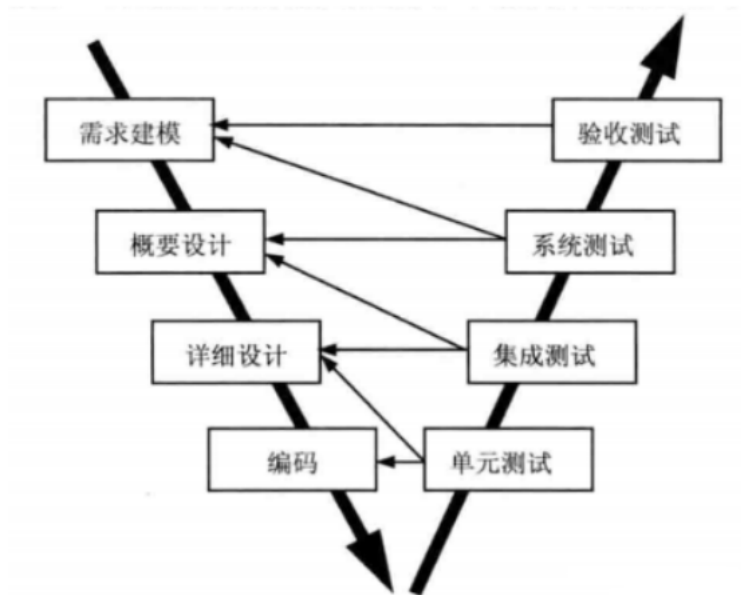 需求建模
验收测试
概要设计
系统测试
详细设计
集成测试
编码
单元测试